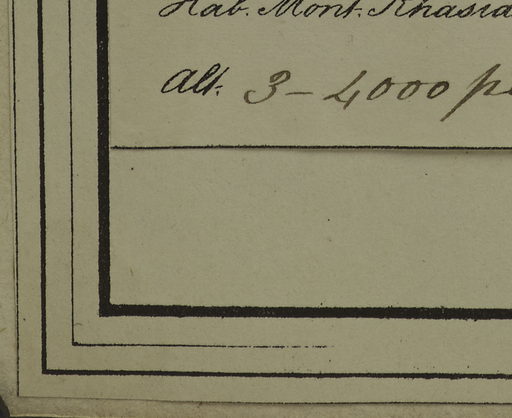 Hab. Mont. Khasia
Alt. 3-4000